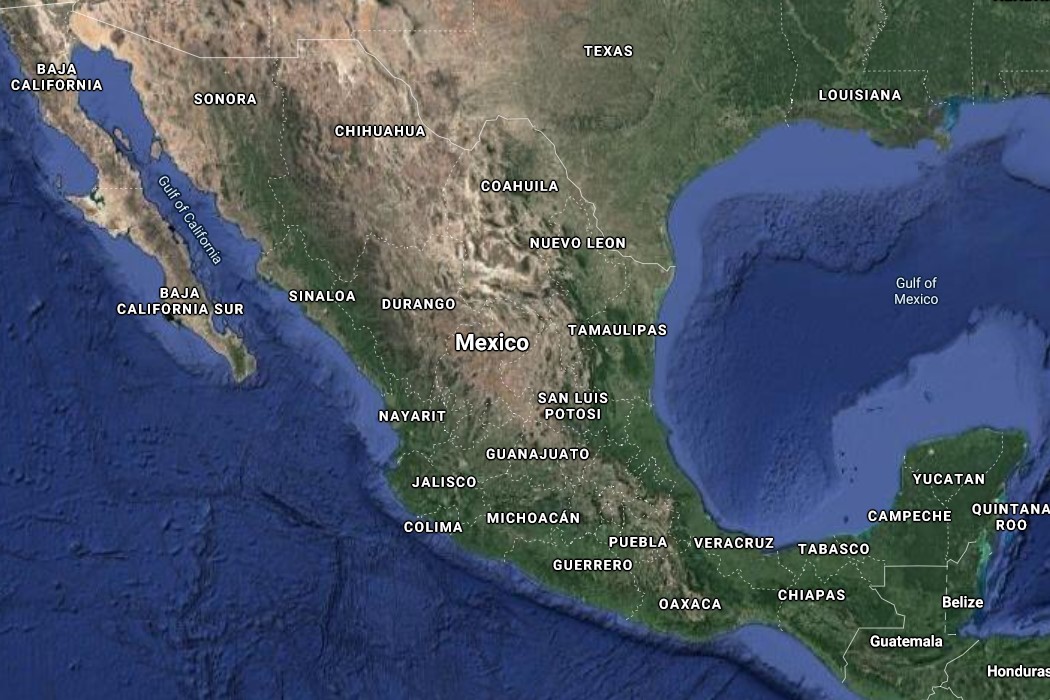 TEXAS
BAJA
CALIFORNIA
SONORA
LOUISIANA
CHIHUAHUA
COAHUILA
Gulf of California
NUEVO LEON
Gulf of
Mexico
BAJA
CALIFORNIA SUR
SINALOA
DURANGO
TAMAULIPAS
Mexico
SAN LUIS
POTOSI
NAYARIT
GUANAJUATO
JALISCO
YUCATAN
COLIMA
MICHOACÁN
CAMPECHE
QUINTANA
ROO
PUEBLA
VERACRUZ
TABASCO
GUERRERO
OAXACA
CHIAPAS
Belize
Guatemala
Honduras